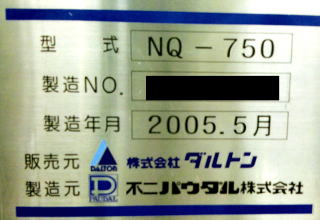 型 式 NQ-750
製造NO.
製造年月 2005.5月
販売元 DALTON 株式会社 ダルトン
製造元 PAUDAL 不二パウダル株式会社